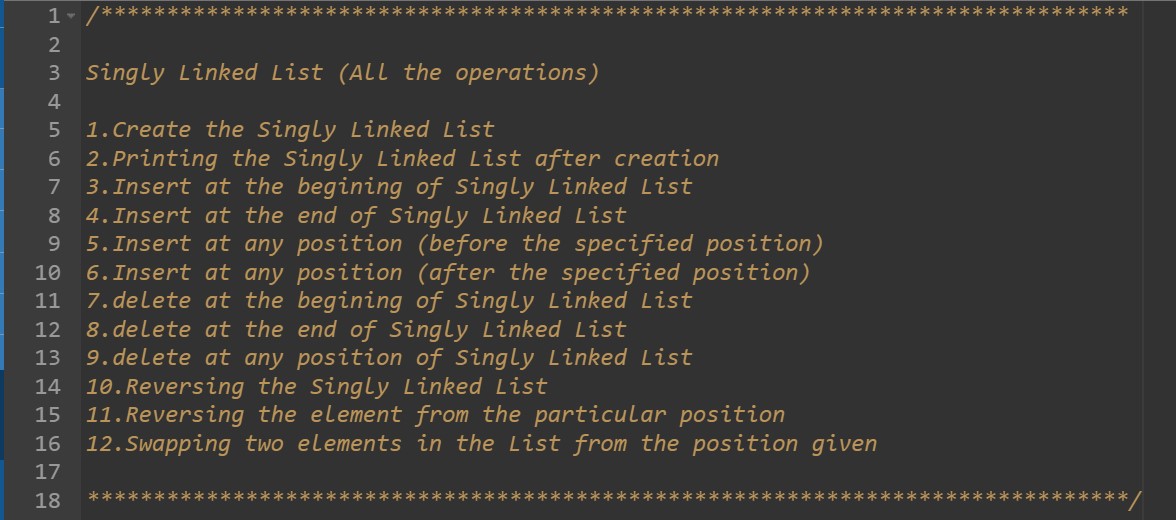 1 /******************************************************************************
2
3 Singly Linked List (All the operations)
4
5 1.Create the Singly Linked List
6 2.Printing the Singly Linked List after creation
7 3.Insert at the begining of Singly Linked List
8 4.Insert at the end of Singly Linked List
9 5.Insert at any position (before the specified position)
10 6.Insert at any position (after the specified position)
11 7.delete at the begining of Singly Linked List
12 8.delete at the end of Singly Linked List
13 9.delete at any position of Singly Linked List
14 10.Reversing the Singly Linked List
15 11.Reversing the element from the particular position
16 12.Swapping two elements in the List from the position given
17
18 *******************************************************************************/